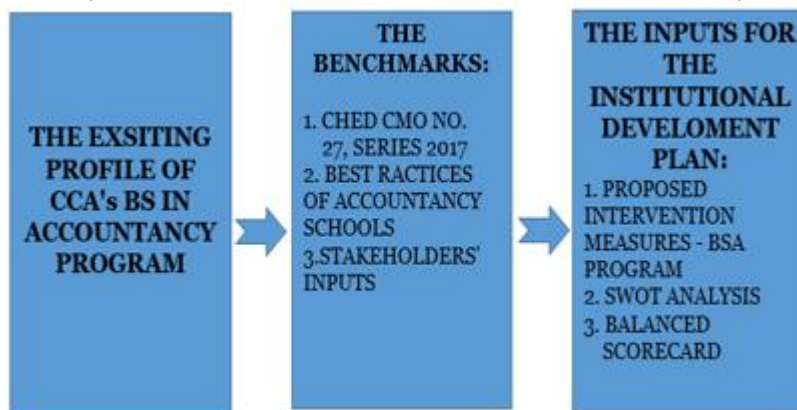 THE EXSITING
PROFILE OF
CCA's BS IN
ACCOUNTANCY
PROGRAM
THE
BENCHMARKS:
1. CHED CMO NO.
27, SERIES 2017
2. BEST RACTICES
OF ACCOUNTANCY
SCHOOLS
3.STAKEHOLDERS'
INPUTS
THE INPUTS FOR
THE
INSTITUTIONAL
DEVELOMENT
PLAN:
1. PROPOSED
INTERVENTION
MEASURES - BSA
PROGRAM
2. SWOT ANALYSIS
3. BALANCED
SCORECARD